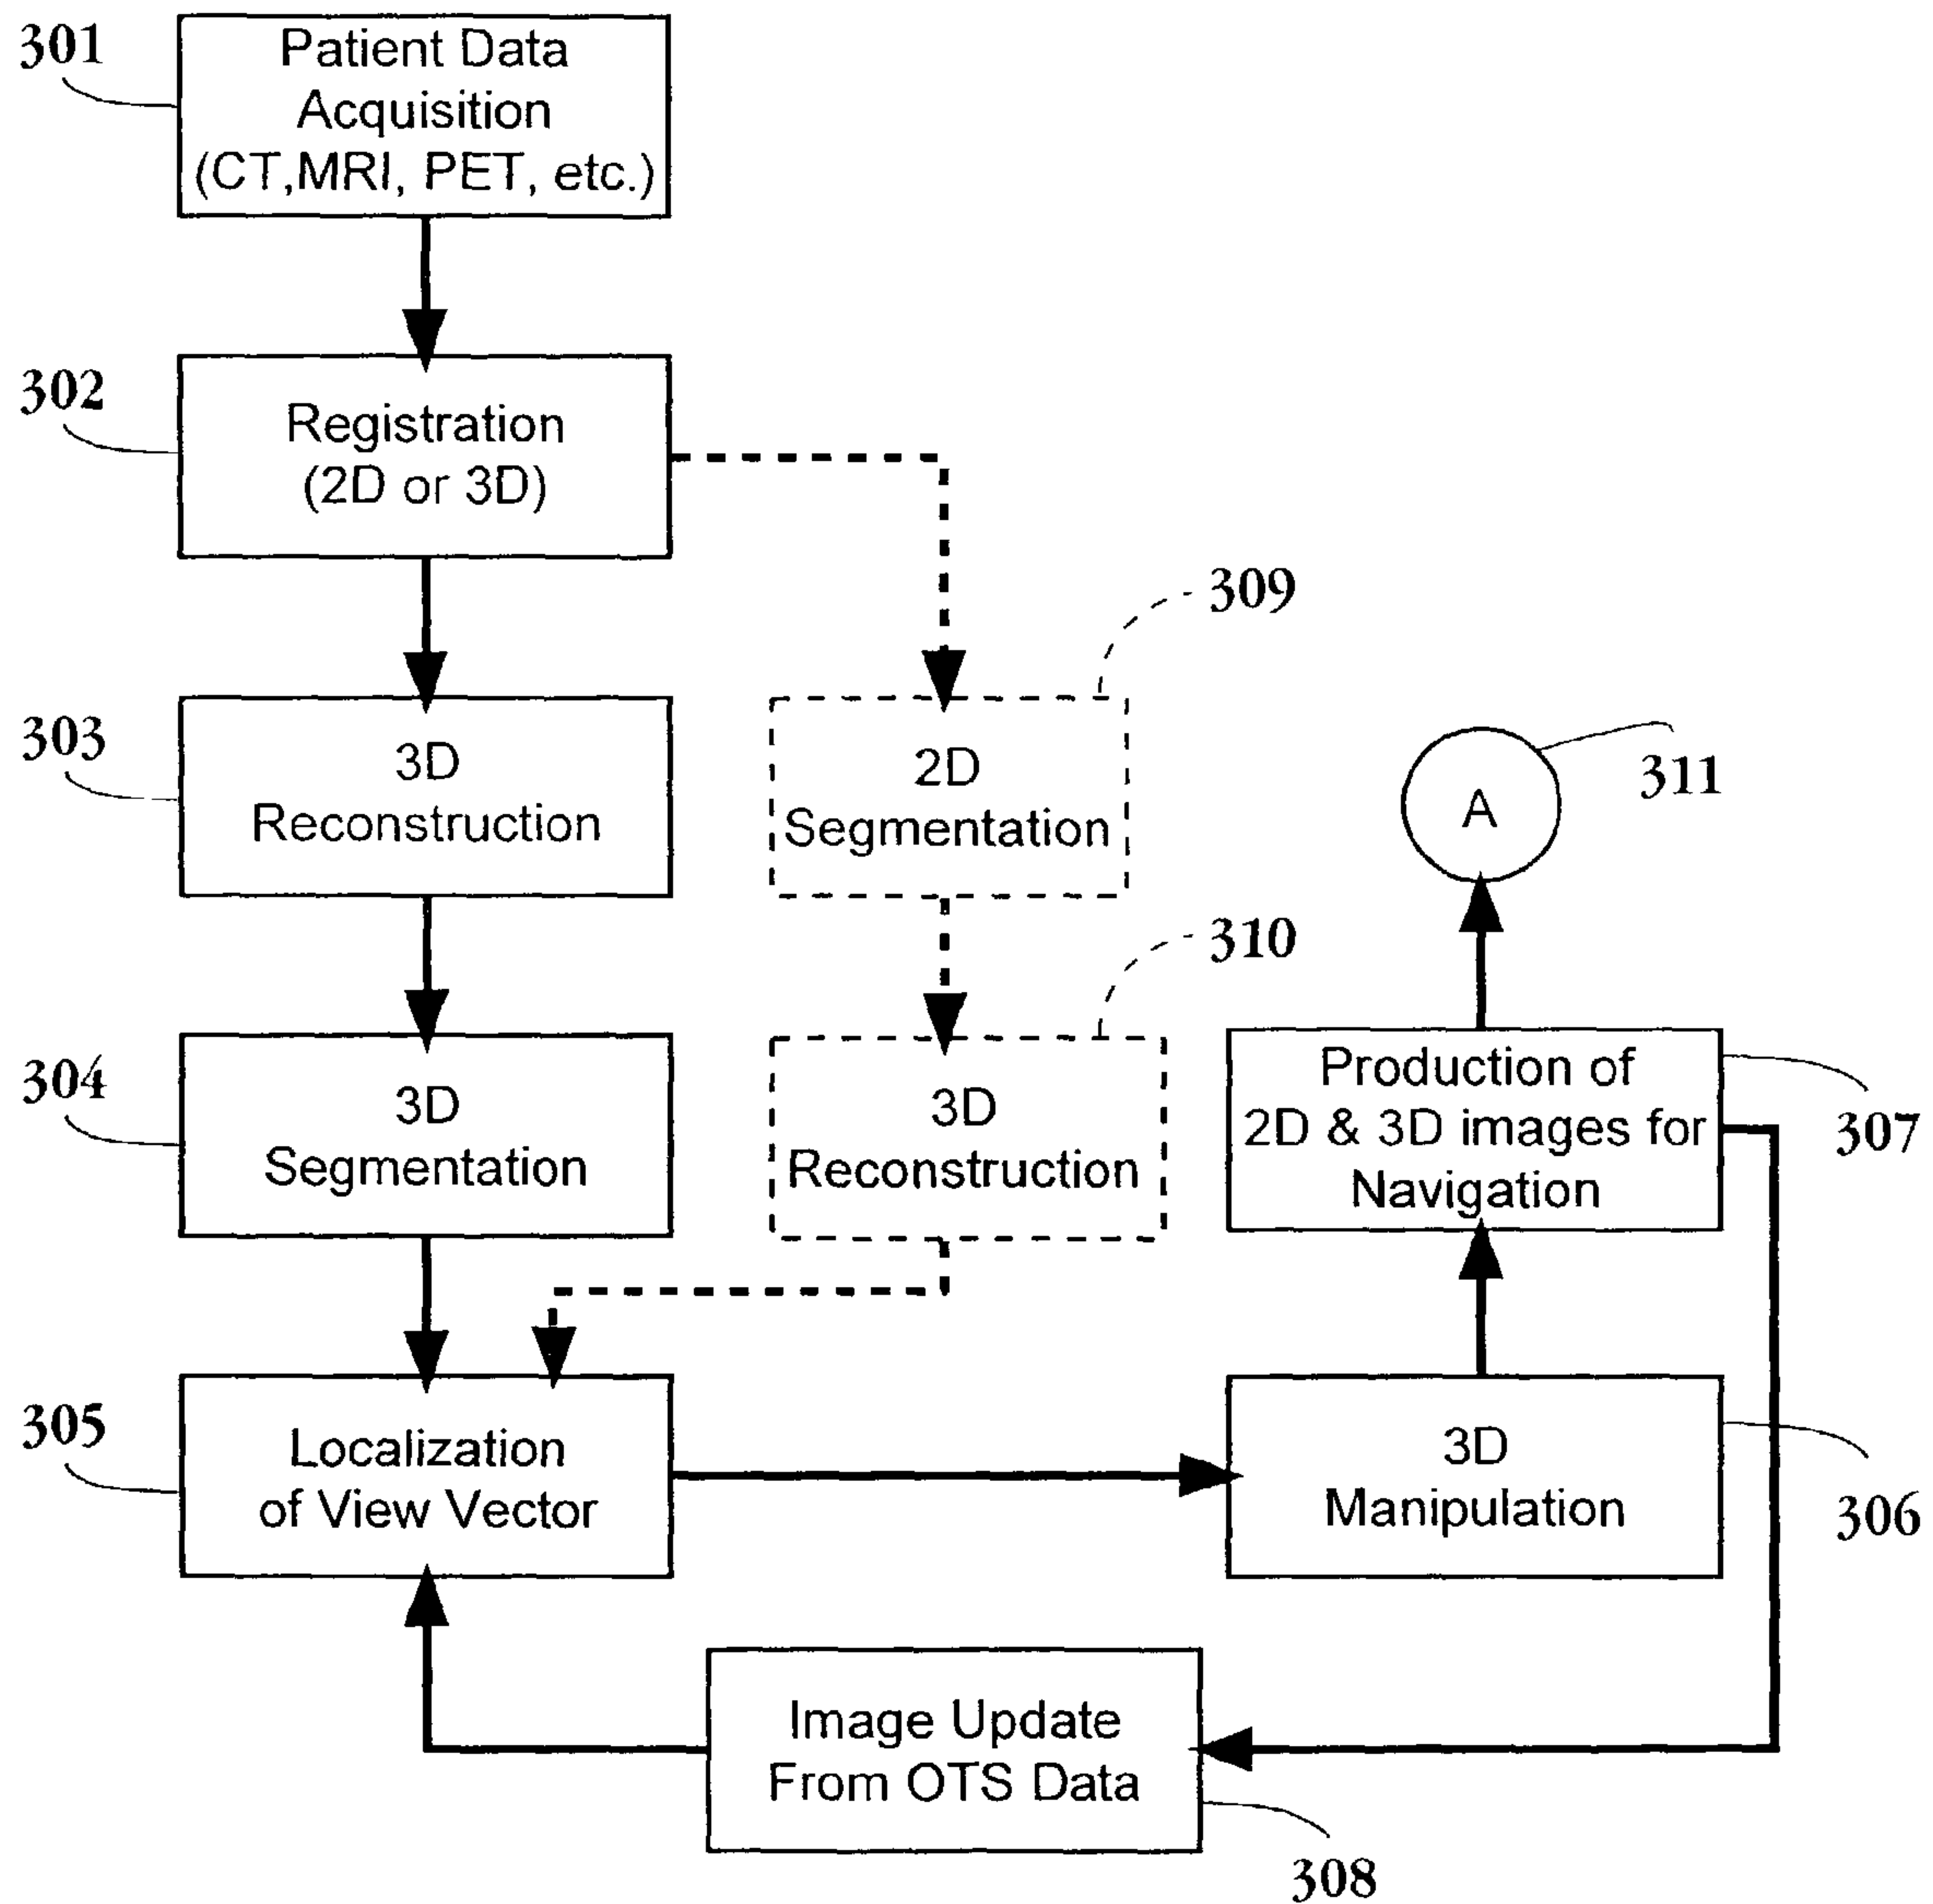 301
Patient Data
Acquisition
(CT,MRI, PET, etc.)
302
Registration
(2D or 3D)
309
303
3D
Reconstruction
2D
Segmentation
311
A
310
304
3D
Segmentation
3D
Reconstruction
Production of
2D & 3D images for
Navigation
307
305
Localization
of View Vector
3D
Manipulation
306
Image Update
From OTS Data
308